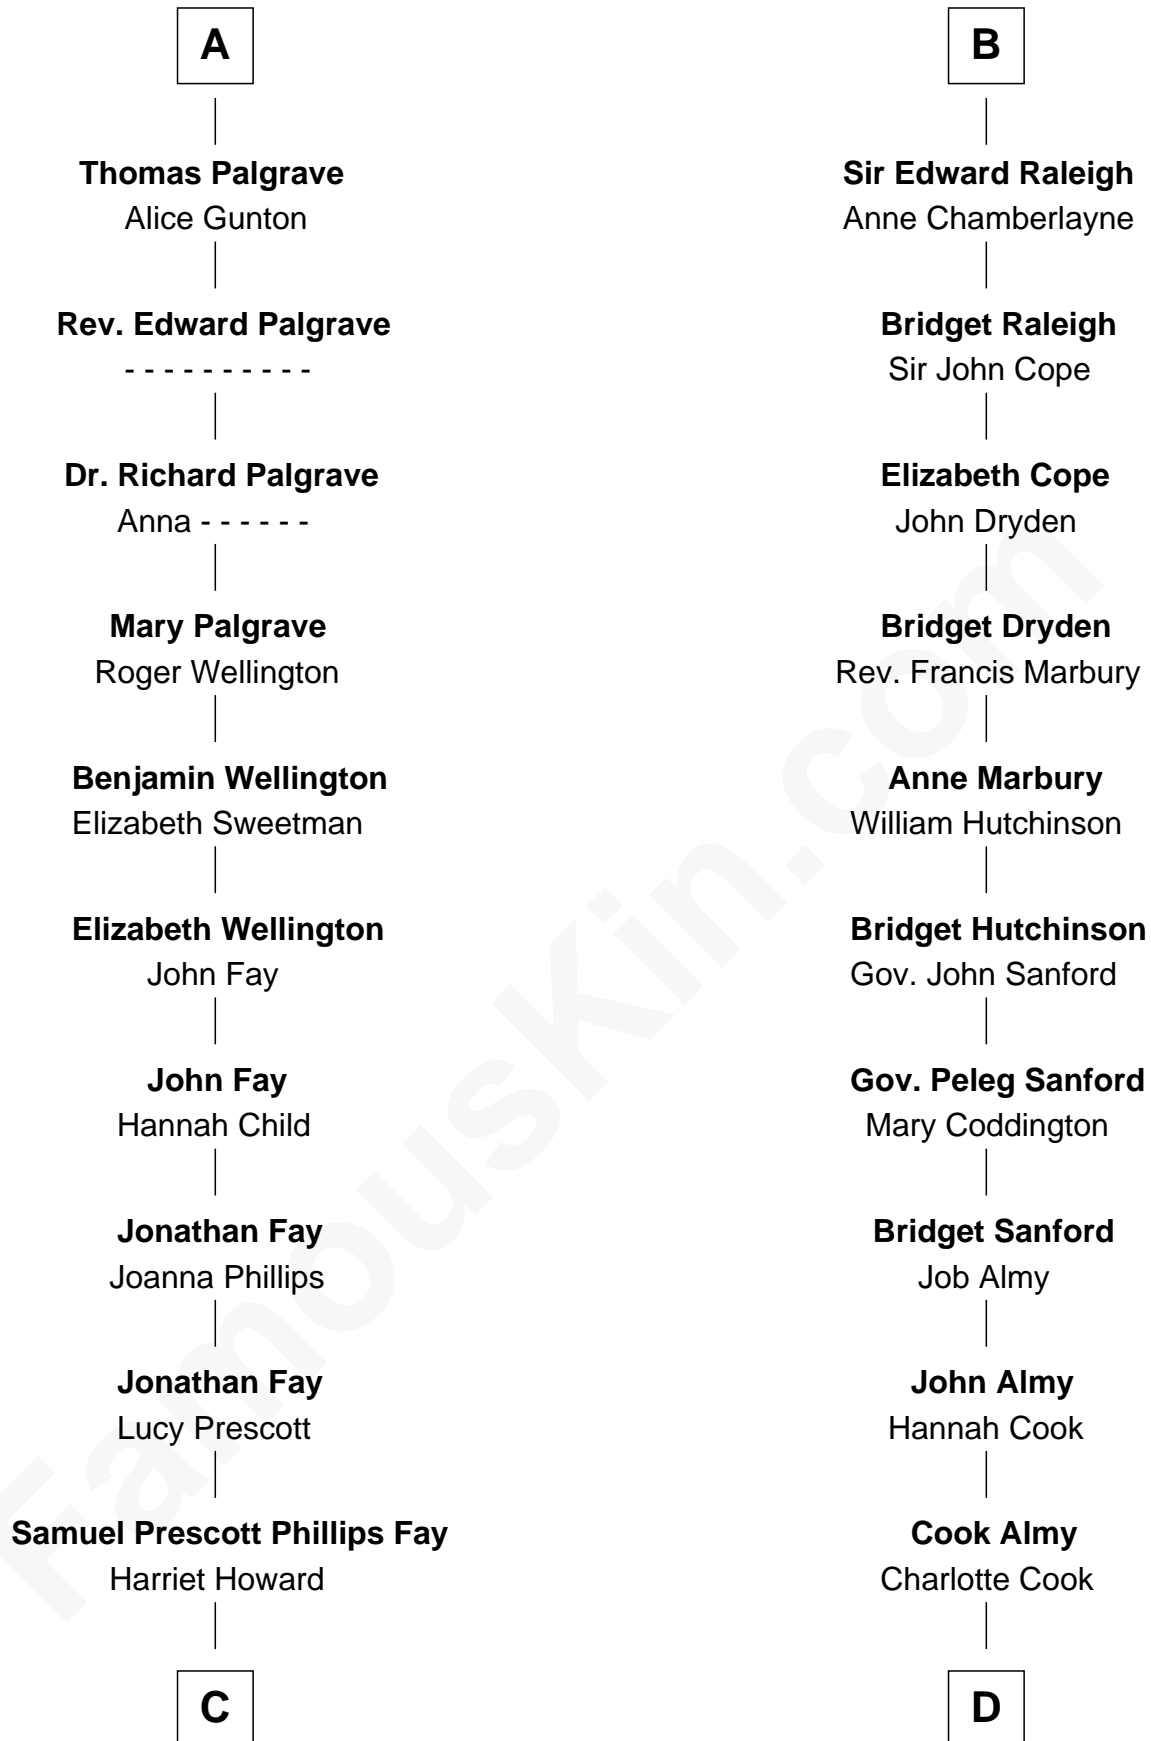 A
Thomas Palgrave
Alice Gunton
Rev. Edward Palgrave
- - - - - - - - - -
Dr. Richard Palgrave
Anna - - - - - -
Mary Palgrave
Roger Wellington
Benjamin Wellington
Elizabeth Sweetman
Elizabeth Wellington
John Fay
John Fay
Hannah Child
Jonathan Fay
Joanna Phillips
Jonathan Fay
Lucy Prescott
Samuel Prescott Phillips Fay
Harriet Howard
C
B
Sir Edward Raleigh
Anne Chamberlayne
Bridget Raleigh
Sir John Cope
Elizabeth Cope
John Dryden
Bridget Dryden
Rev. Francis Marbury
Anne Marbury
William Hutchinson
Bridget Hutchinson
Gov. John Sanford
Gov. Peleg Sanford
Mary Coddington
Bridget Sanford
Job Almy
John Almy
Hannah Cook
Cook Almy
Charlotte Cook
D
FamousKin.com